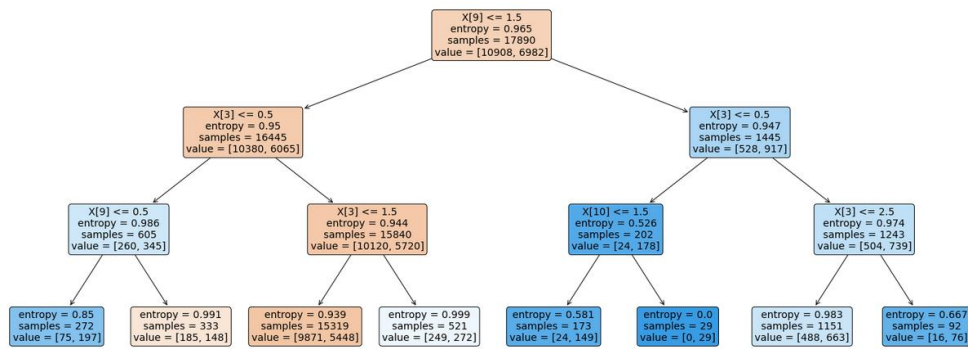 X[9] <= 1.5
entropy = 0.965
samples = 17890
value = [10908, 6982]
X[3] <= 0.5
entropy = 0.95
samples = 16445
value = [10380, 6065]
X[3] <= 0.5
entropy = 0.947
samples = 1445
value = [528, 917]
X[9] <= 0.5
entropy = 0.986
samples = 605
value = [260, 345]
X[3] <= 1.5
entropy = 0.944
samples = 15840
value = [10120, 5720]
X[10] <= 1.5
entropy = 0.526
samples = 202
value = [24, 178]
X[3] <= 2.5
entropy = 0.974
samples = 1243
value = [504, 739]
entropy = 0.85
samples = 272
value = [75, 197]
entropy = 0.991
samples = 333
value = [185, 148]
entropy = 0.939
samples = 15319
value = [9871, 5448]
entropy = 0.999
samples = 521
value = [249, 272]
entropy = 0.581
samples = 173
value = [24, 149]
entropy = 0.0
samples = 29
value = [0, 29]
entropy = 0.983
samples = 1151
value = [488, 663]
entropy = 0.667
samples = 92
value = [16, 76]